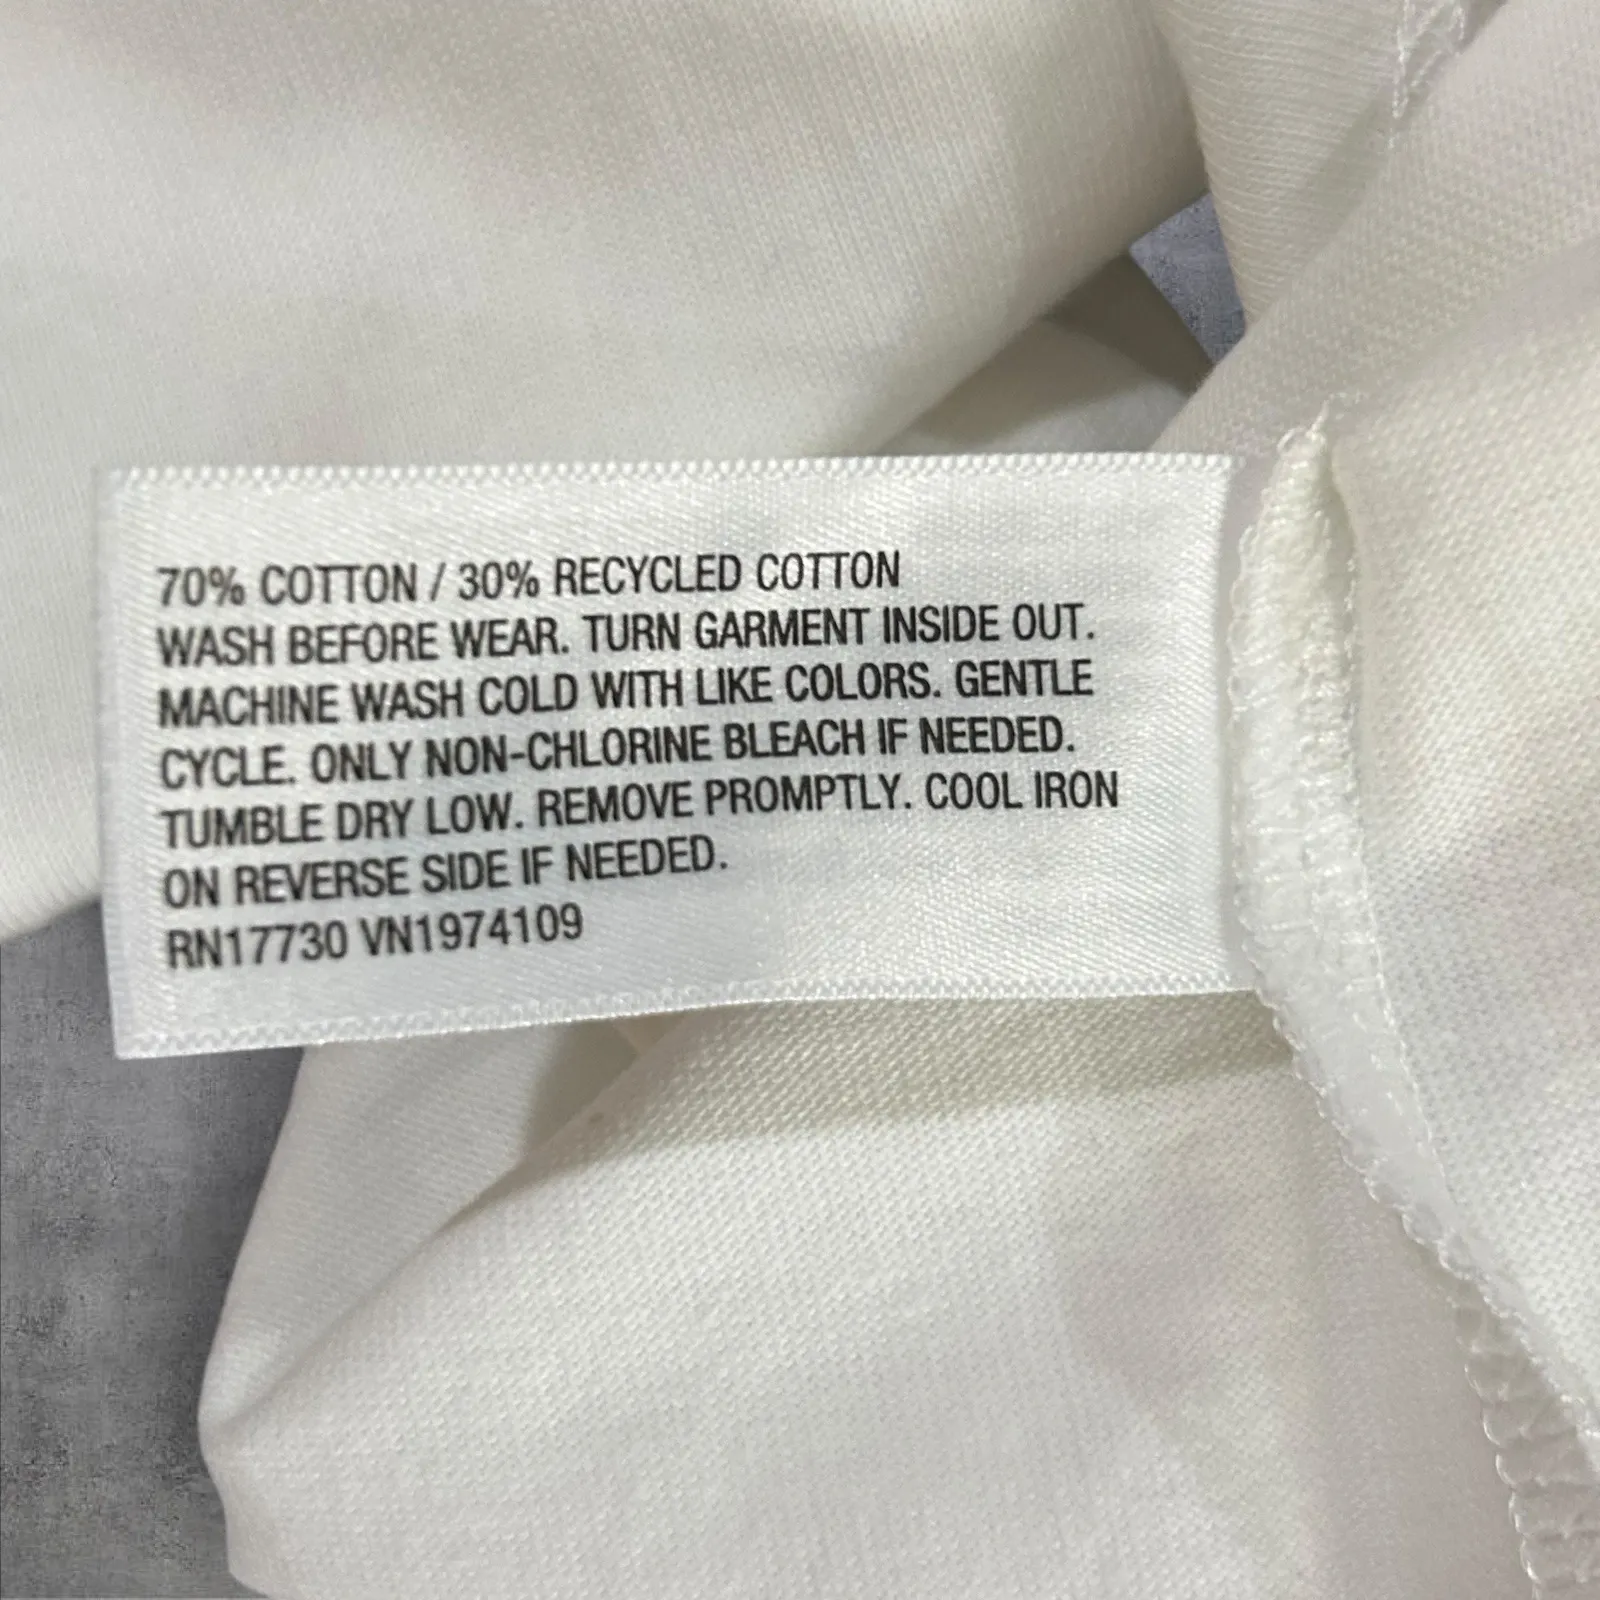 70% COTTON / 30% RECYCLED COTTON
WASH BEFORE WEAR. TURN GARMENT INSIDE OUT.
MACHINE WASH COLD WITH LIKE COLORS. GENTLE
CYCLE. ONLY NON-CHLORINE BLEACH IF NEEDED.
TUMBLE DRY LOW. REMOVE PROMPTLY. COOL IRON
ON REVERSE SIDE IF NEEDED.
RN17730 VN1974109